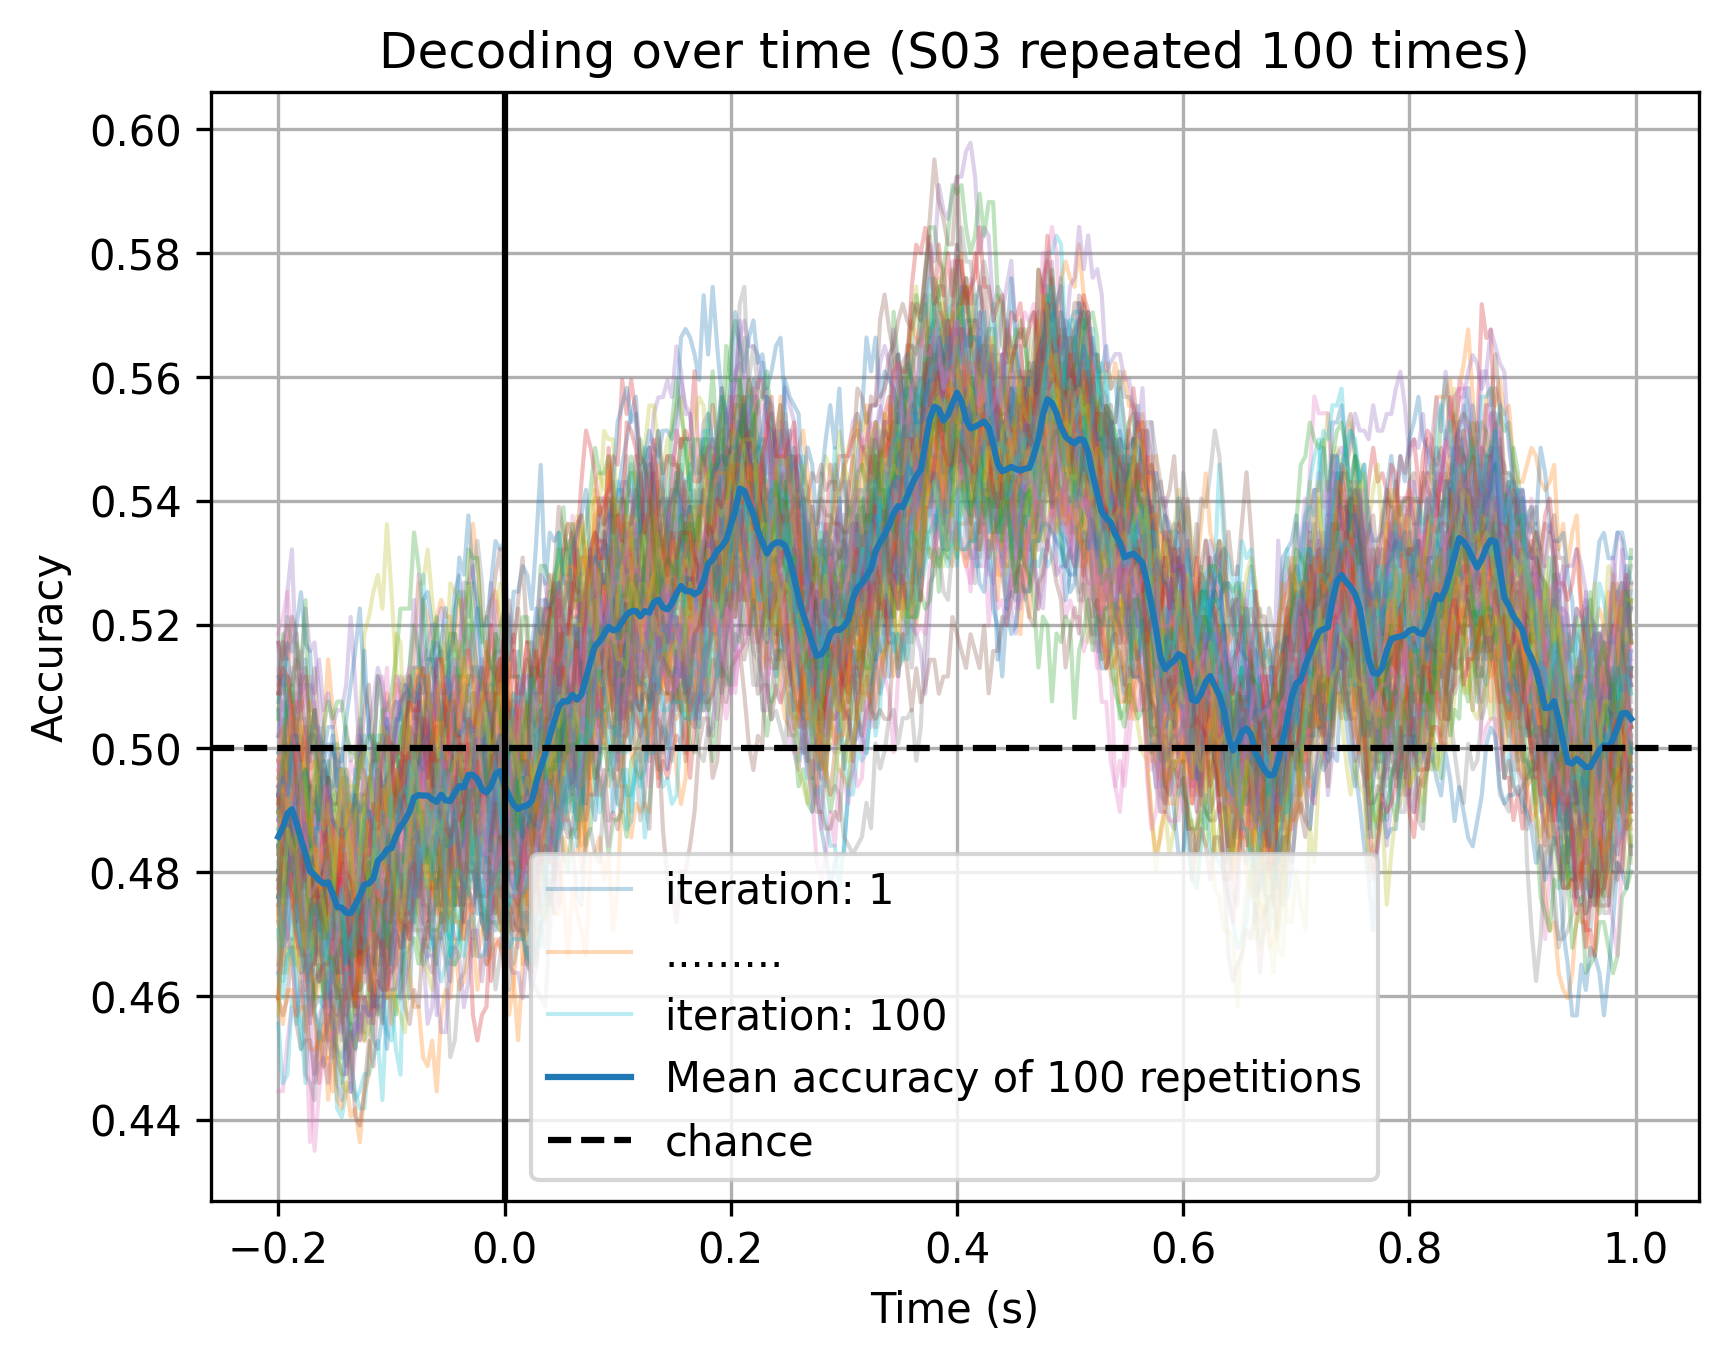 Decoding over time (S03 repeated 100 times)
0.60
0.58
0.56
0.54
0.52
0.50
0.48
0.46
0.44
Accuracy
iteration: 1
.........
iteration: 100
Mean accuracy of 100 repetitions
chance
−0.2 0.0 0.2 0.4 0.6 0.8 1.0
Time (s)